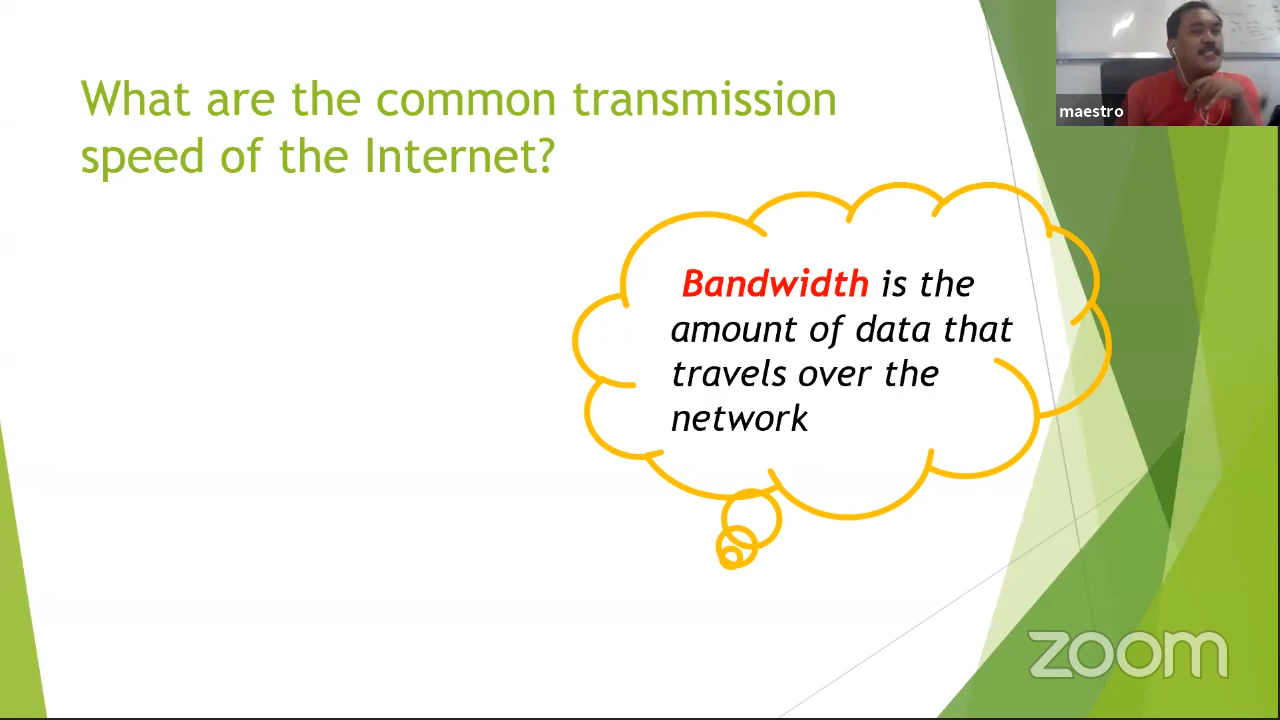 What are the common transmission
speed of the Internet?
maestro
Bandwidth is the
amount of data that
travels over the
network
zoom